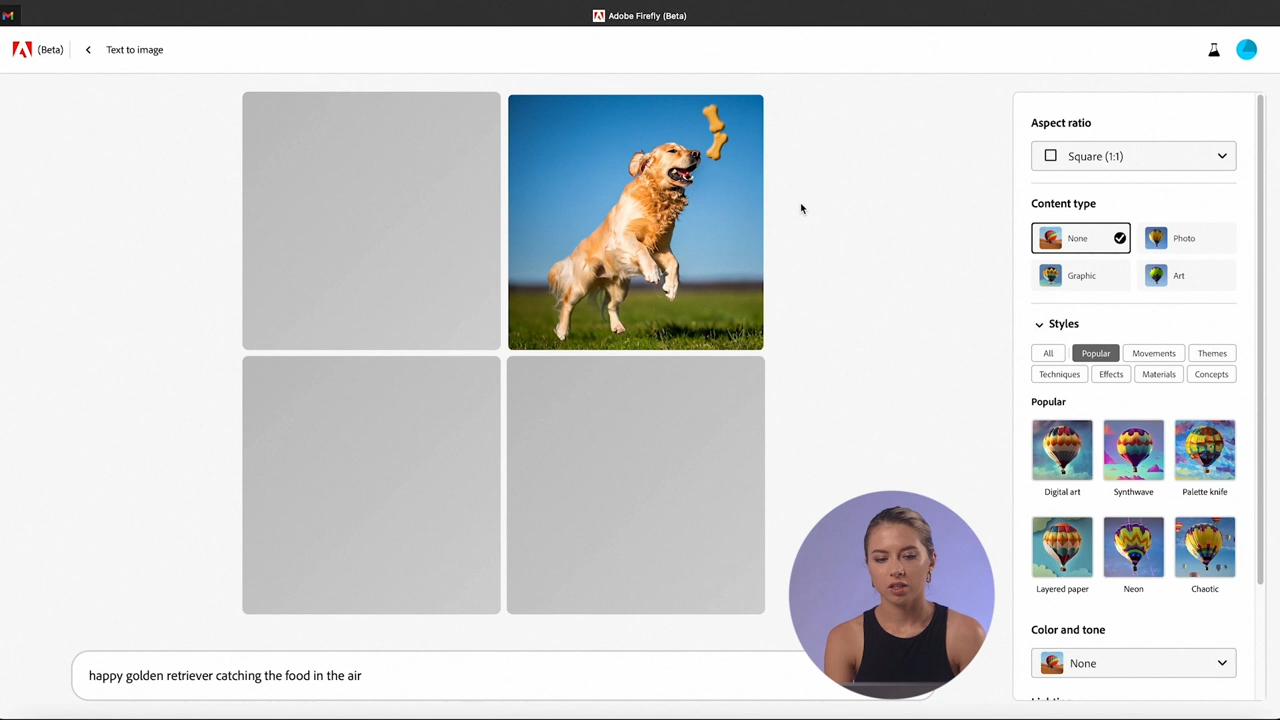 Adobe Firefly (Beta)
(Beta)
Text to image
Aspect ratio
Square (1:1)
Content type
None
Photo
Graphic
Art
Styles
All
Popular
Movements
Themes
Techniques
Effects
Materials
Concepts
Popular
Digital art
Synthwave
Palette knife
Layered paper
Neon
Chaotic
Color and tone
None
happy golden retriever catching the food in the air